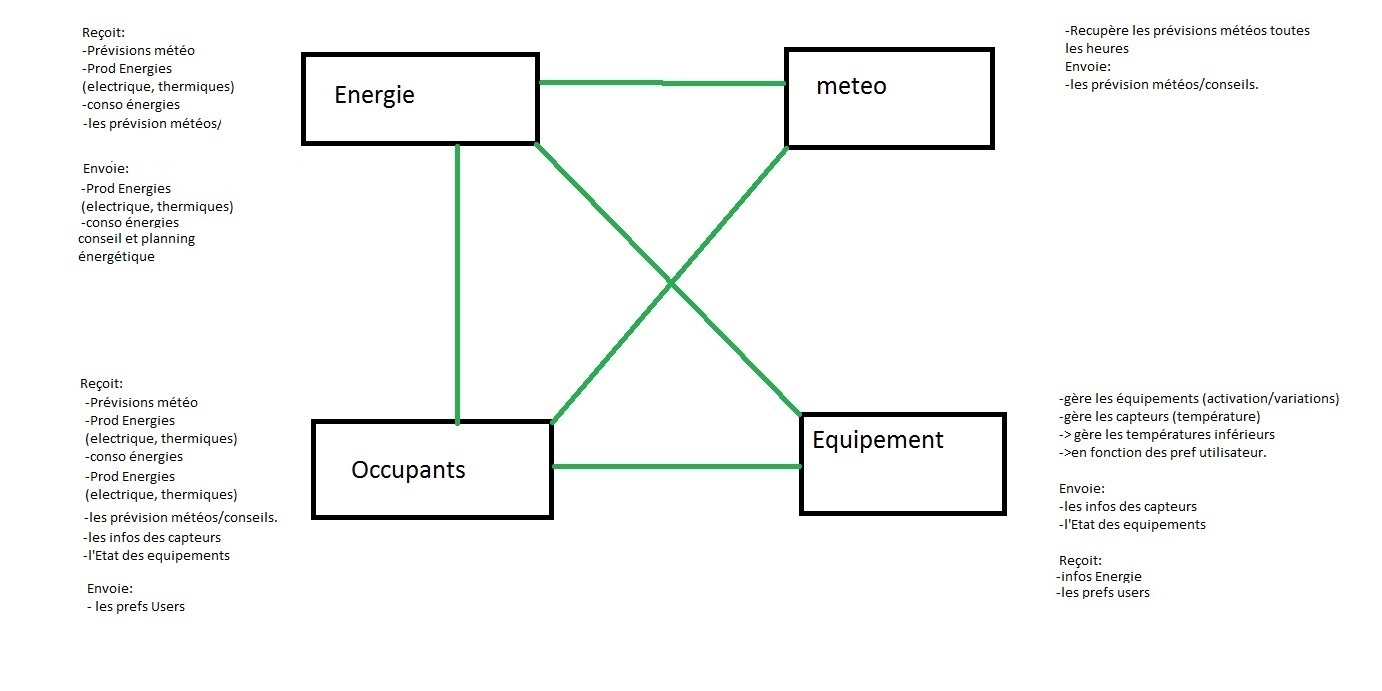 Reçoit:
-Prévisions météo
-Prod Energies
(electrique, thermiques)
-conso énergies
-les prévision météos/
Envoie:
-Prod Energies
(electrique, thermiques)
-conso énergies
conseil et planning
énergétique
Energie
meteo
-Recupère les prévisions météos toutes
les heures
Envoie:
-les prévision météos/conseils.
Reçoit:
-Prévisions météo
-Prod Energies
(electrique, thermiques)
-conso énergies
-Prod Energies
(electrique, thermiques)
-les prévision météos/conseils.
-les infos des capteurs
-l'Etat des equipements
Envoie:
- les prefs Users
Occupants
Equipement
-gère les équipements (activation/variations)
-gère les capteurs (température)
-> gère les températures inférieurs
->en fonction des pref utilisateur.
Envoie:
-les infos des capteurs
-l'Etat des equipements
Reçoit:
-infos Energie
-les prefs users